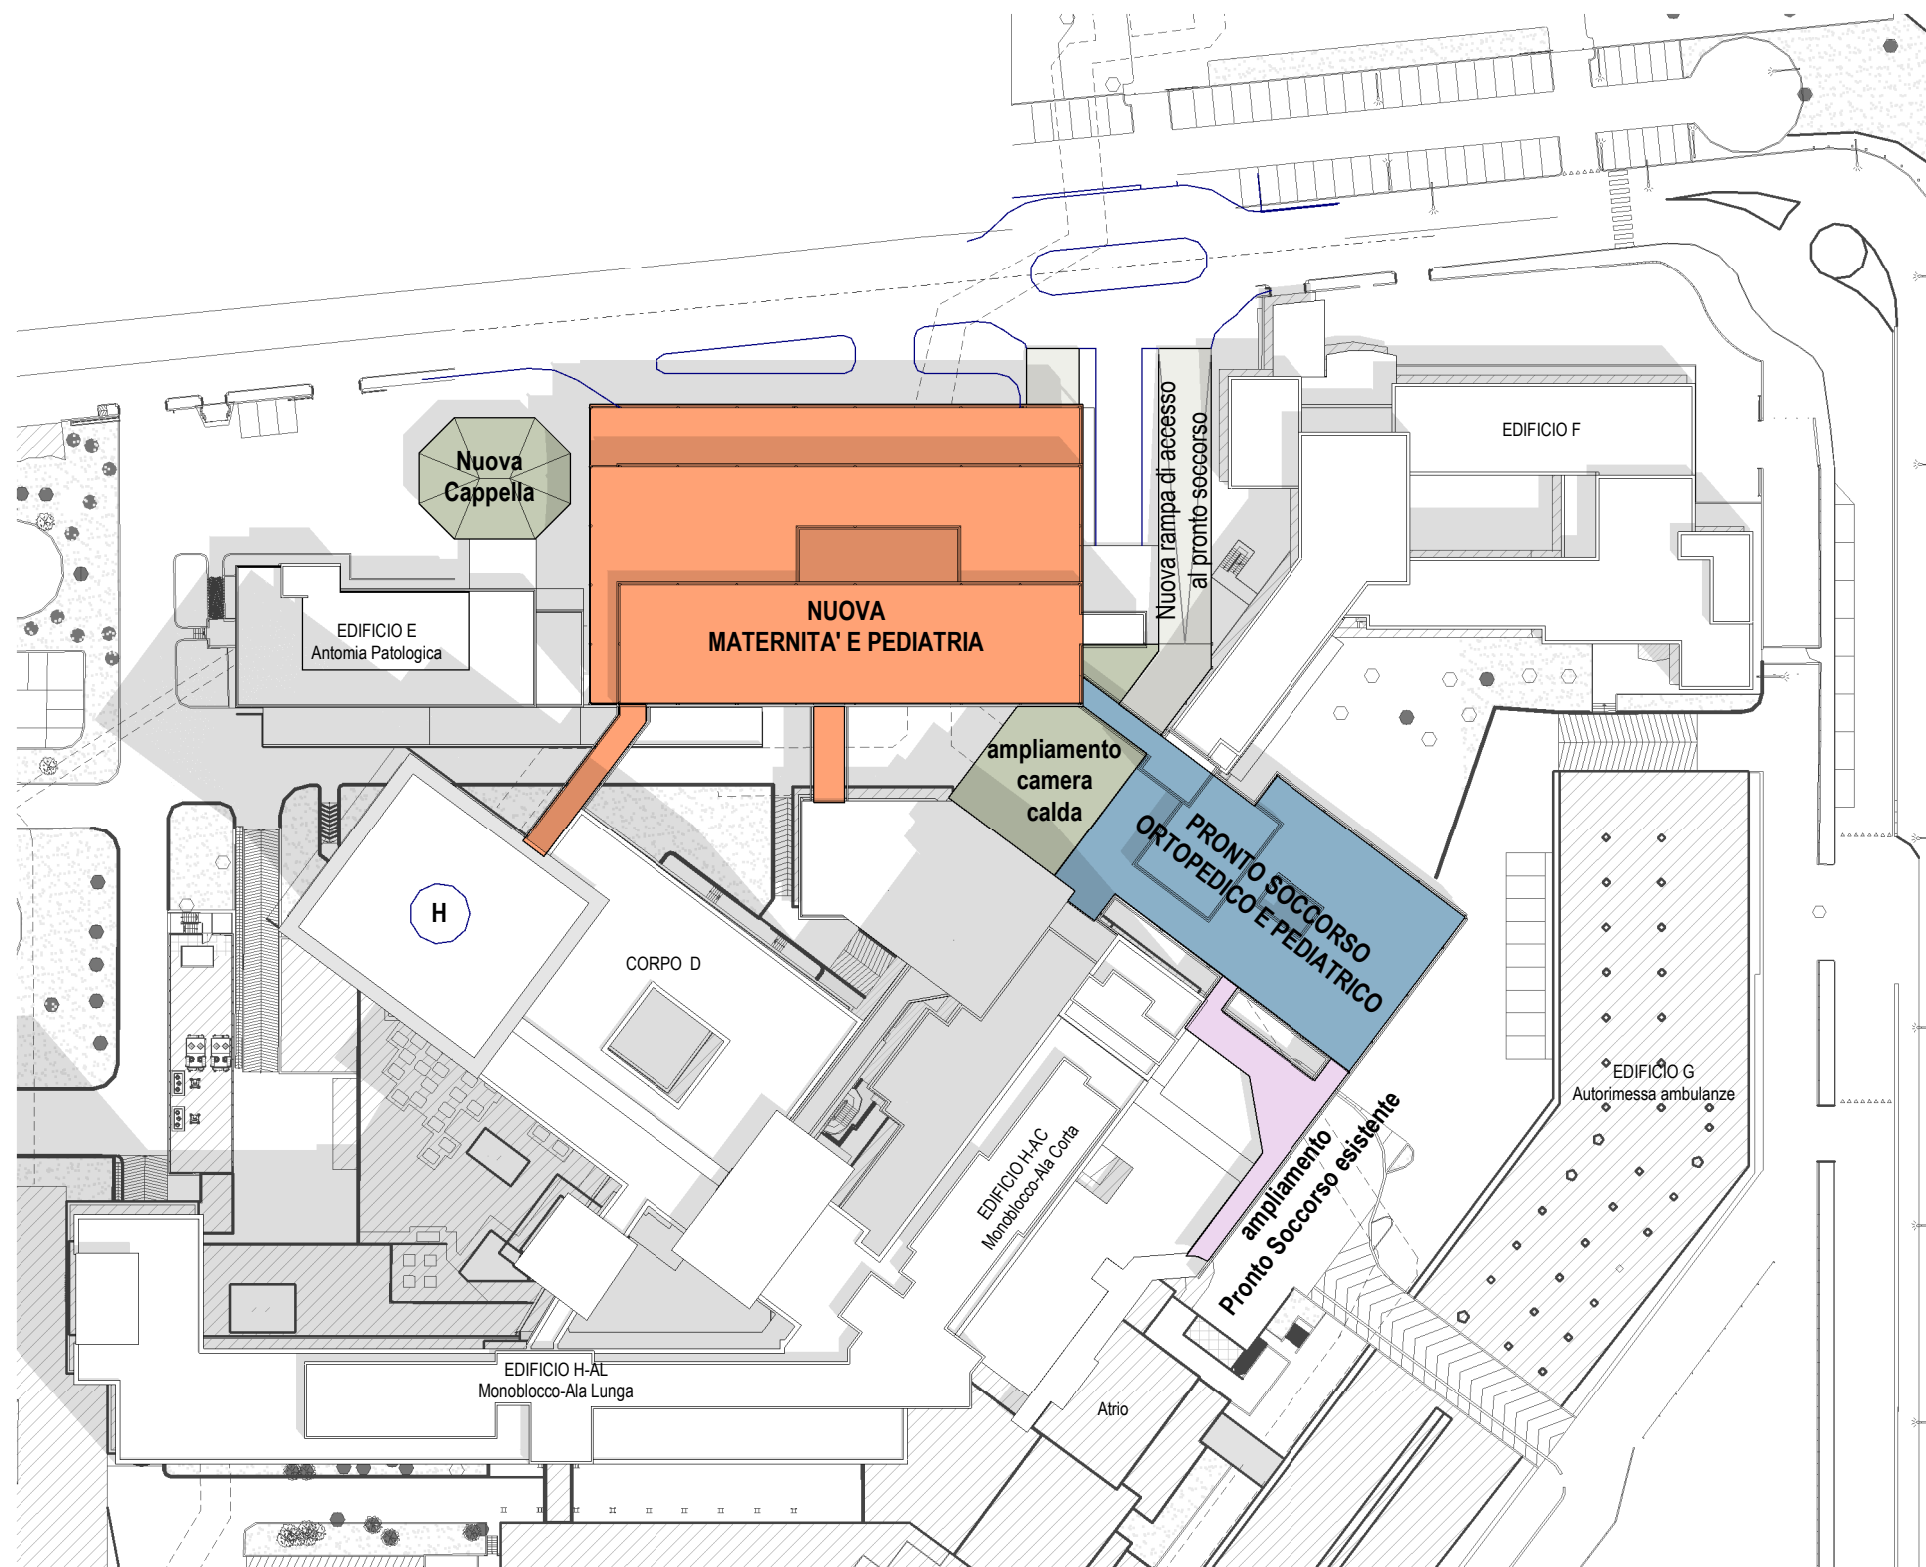 Nuova rampa di accesso
al pronto soccorso
EDIFICIO F
Nuova
Cappella
NUOVA
MATERNITA' E PEDIATRIA
EDIFICIO E
Antomia Patologica
ampliamento
camera
calda
PRONTO SOCCORSO
ORTOPEDICO E PEDIATRICO
H
CORPO D
EDIFICIO G
Autorimessa ambulanze
EDIFICIO H-AC
Monoblocco-Ala Corta
ampliamento
Pronto Soccorso esistente
EDIFICIO H-AL
Monoblocco-Ala Lunga
Atrio